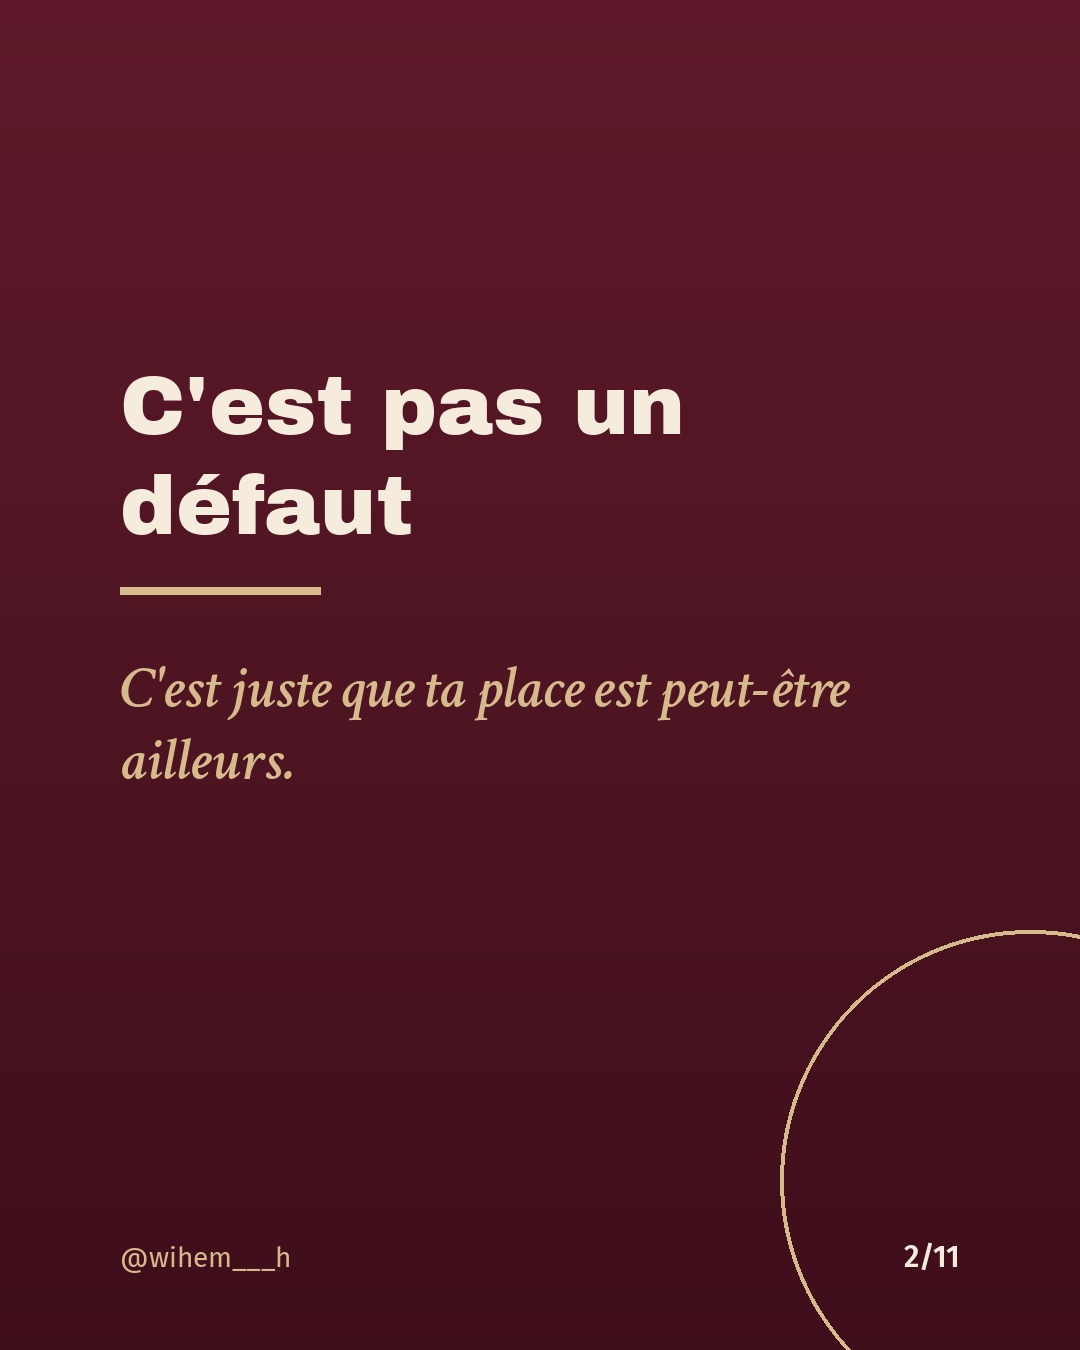 C'est pas un
défaut
C'est juste que ta place est peut-être
ailleurs.
@wihem___h
2/11